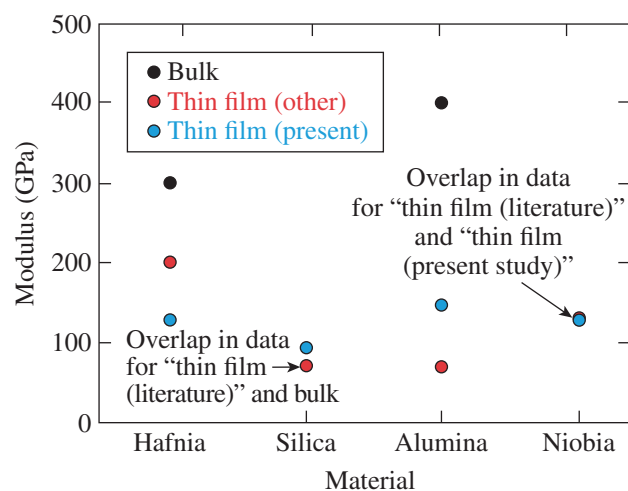 500
400
300
200
100
0
Modulus (GPa)
Bulk
Thin film (other)
Thin film (present)
Overlap in data
for “thin film (literature)”
and “thin film
(present study)”
Overlap in data
for “thin film
(literature)” and bulk
Hafnia
Silica
Alumina
Niobia
Material